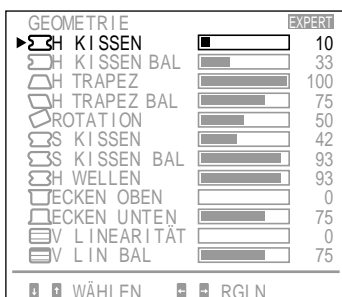 GEOMETRIE EXPERT
H KISSEN 10
H KISSEN BAL 33
H TRAPEZ 100
H TRAPEZ BAL 75
ROTATION 50
S KISSEN 42
S KISSEN BAL 93
H WELLEN 93
ECKEN OBEN 0
ECKEN UNTEN 75
V LINEARITÄT 0
V LIN BAL 75
WÄHLEN RGLN